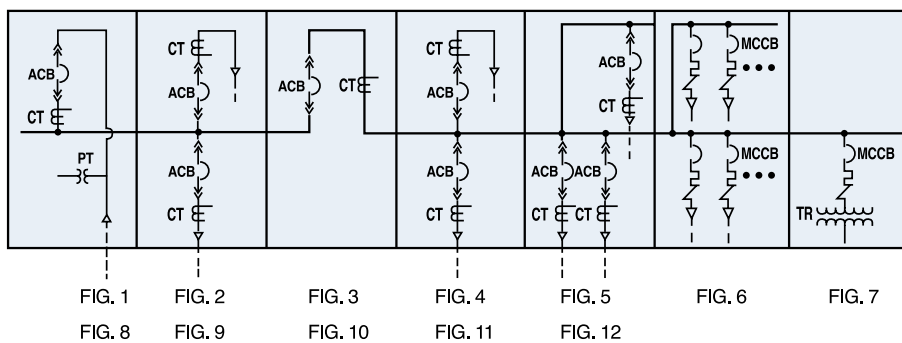 CT
CT
ACB
MCCB
ACB
CT
ACB
CT
ACB
ACB
ACB
CT
CT
PT
ACB
ACB
ACB
ACB
MCCB
MCCB
CT
CT
CT
CT
TR
FIG. 1
FIG. 2
FIG. 3
FIG. 4
FIG. 5
FIG. 6
FIG. 7
FIG. 8
FIG. 9
FIG. 10
FIG. 11
FIG. 12